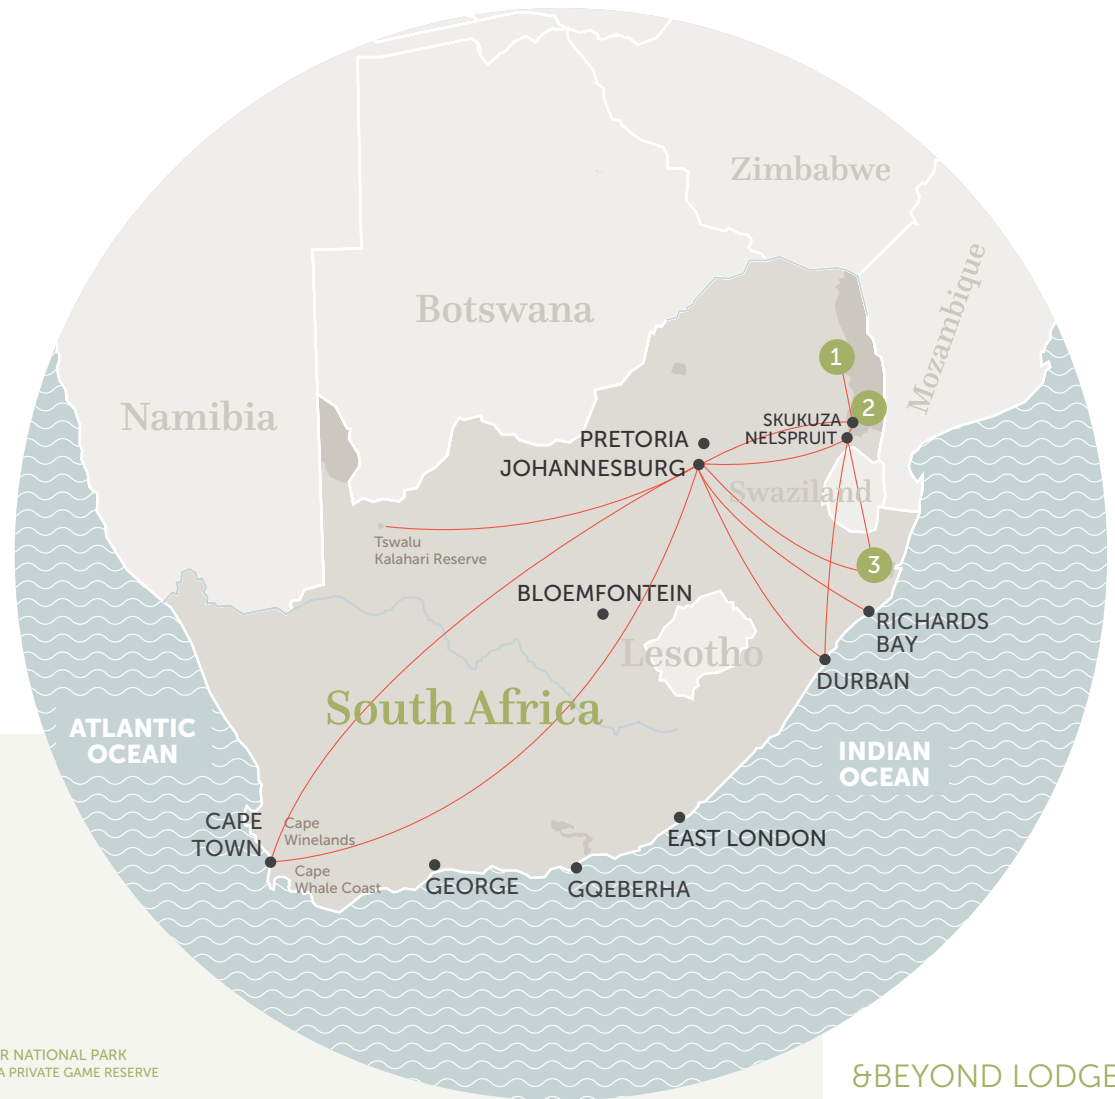 Zimbabwe
Botswana
Mozambique
Namibia
1
2
SKUKUZA
NELSPRUIT
PRETORIA
JOHANNESBURG
Swaziland
Tswalu
Kalahari Reserve
3
BLOEMFONTEIN
RICHARDS
BAY
Lesotho
DURBAN
South Africa
ATLANTIC
OCEAN
INDIAN
OCEAN
CAPE
TOWN
Cape
Winelands
EAST LONDON
Cape
Whale Coast
GEORGE
GQEBERHA
R NATIONAL PARK
A PRIVATE GAME RESERVE
&BEYOND LODGE